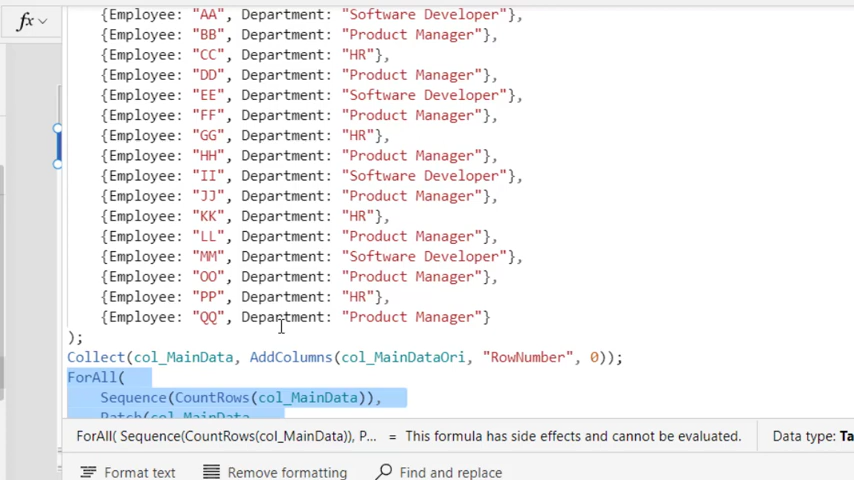 fx
{Employee: "AA", Department: "Software Developer"},
{Employee: "BB", Department: "Product Manager"},
{Employee: "CC", Department: "HR"},
{Employee: "DD", Department: "Product Manager"},
{Employee: "EE", Department: "Software Developer"},
{Employee: "FF", Department: "Product Manager"},
{Employee: "GG", Department: "HR"},
{Employee: "HH", Department: "Product Manager"},
{Employee: "II", Department: "Software Developer"},
{Employee: "JJ", Department: "Product Manager"},
{Employee: "KK", Department: "HR"},
{Employee: "LL", Department: "Product Manager"},
{Employee: "MM", Department: "Software Developer"},
{Employee: "OO", Department: "Product Manager"},
{Employee: "PP", Department: "HR"},
{Employee: "QQ", Department: "Product Manager"}
);
Collect(col_MainData, AddColumns(col_MainDataOri, "RowNumber", 0));
ForAll(
Sequence(CountRows(col_MainData)),
Patch(col_MainData
ForAll( Sequence(CountRows(col_MainData)), P... = This formula has side effects and cannot be evaluated. Data type: Ta
Format text Remove formatting Find and replace